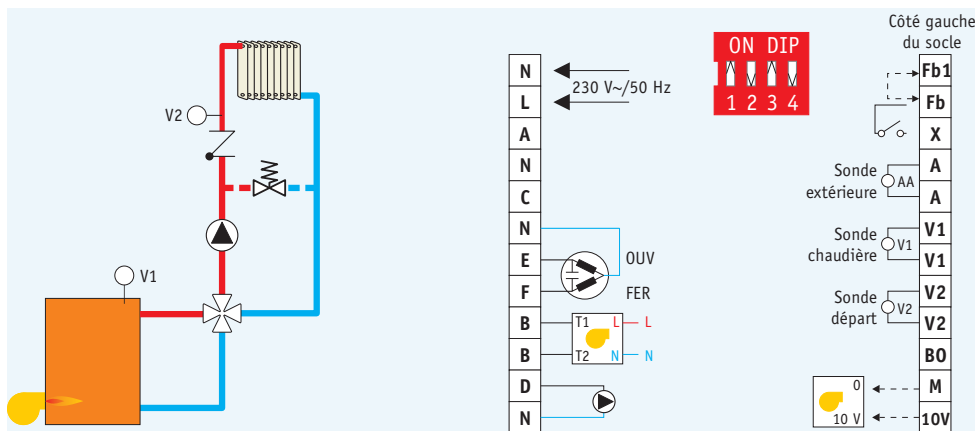 V2
V1
N
L
A
N
C
N
E
F
B
B
D
N
230 V~/50 Hz
OUV
FER
T1 L L
T2 N N
ON DIP
1 2 3 4
Côté gauche
du socle
Fb1
Fb
X
Sonde
extérieure
AA
A
A
Sonde
chaudière
V1
V1
V1
Sonde
départ
V2
V2
V2
B0
M
10V
0
10 V